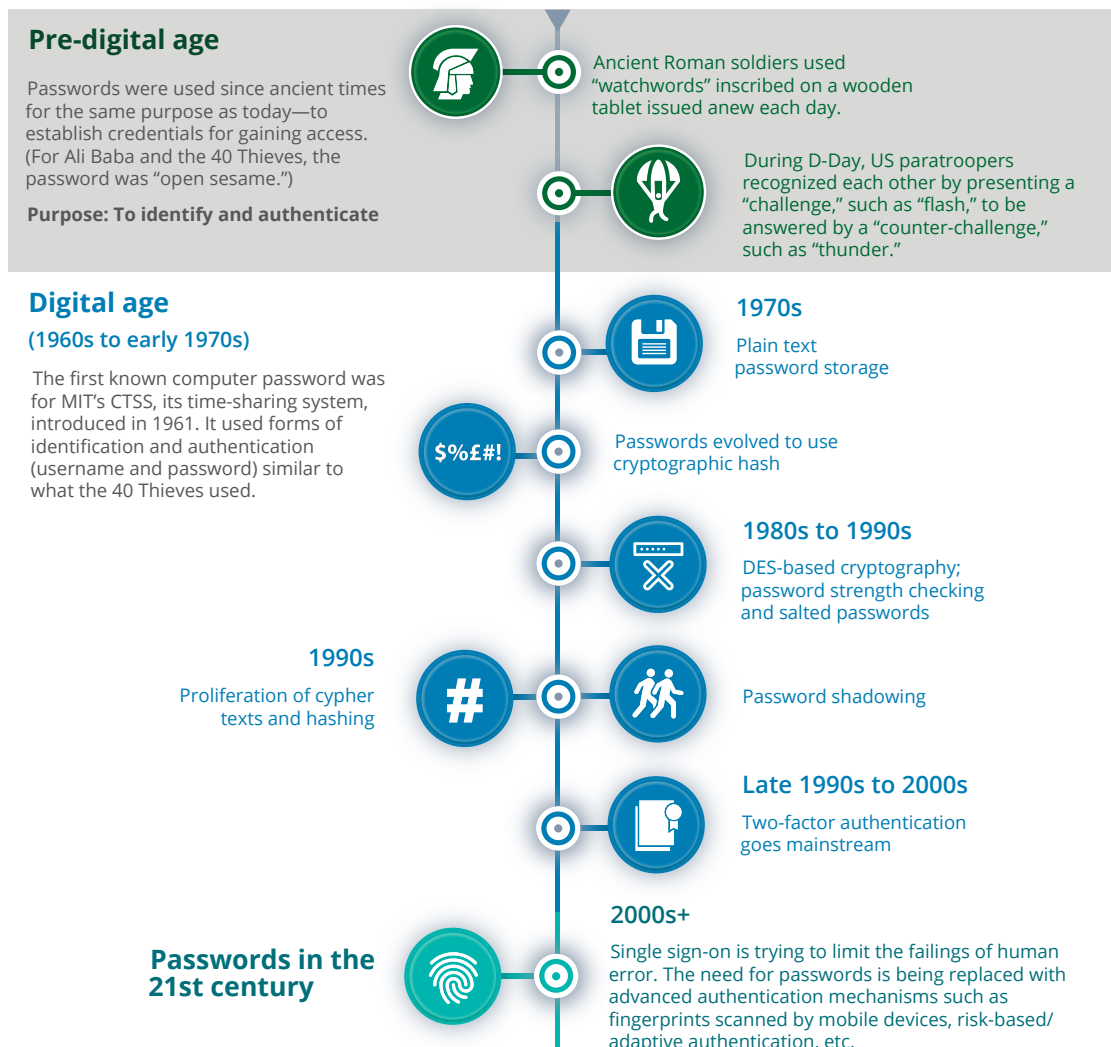 Pre-digital age
Passwords were used since ancient times
for the same purpose as today—to
establish credentials for gaining access.
(For Ali Baba and the 40 Thieves, the
password was “open sesame.”)
Purpose: To identify and authenticate
Ancient Roman soldiers used
“watchwords” inscribed on a wooden
tablet issued anew each day.
During D-Day, US paratroopers
recognized each other by presenting a
“challenge,” such as “flash,” to be
answered by a “counter-challenge,”
such as “thunder.”
Digital age
(1960s to early 1970s)
The first known computer password was
for MIT’s CTSS, its time-sharing system,
introduced in 1961. It used forms of
identification and authentication
(username and password) similar to
what the 40 Thieves used.
1970s
Plain text
password storage
$%£#!
Passwords evolved to use
cryptographic hash
1980s to 1990s
DES-based cryptography;
password strength checking
and salted passwords
1990s
Proliferation of cypher
texts and hashing
#
Password shadowing
Late 1990s to 2000s
Two-factor authentication
goes mainstream
Passwords in the
21st century
2000s+
Single sign-on is trying to limit the failings of human
error. The need for passwords is being replaced with
advanced authentication mechanisms such as
fingerprints scanned by mobile devices, risk-based/
adaptive authentication, etc.